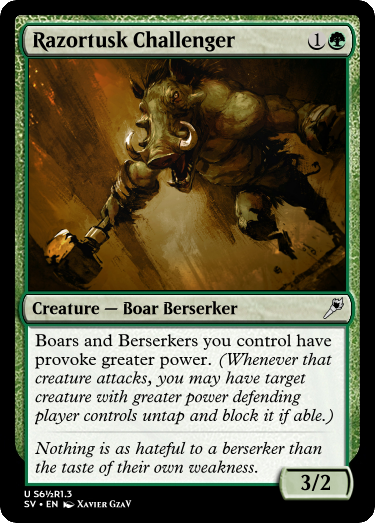 Razortusk Challenger 1
Creature — Boar Berserker
Boars and Berserkers you control have
provoke greater power. (Whenever that
creature attacks, you may have target
creature with greater power defending
player controls untap and block it if able.)
Nothing is as hateful to a berserker than
the taste of their own weakness.
3/2
U S6½R1.3
SV • EN Xavier GzaV